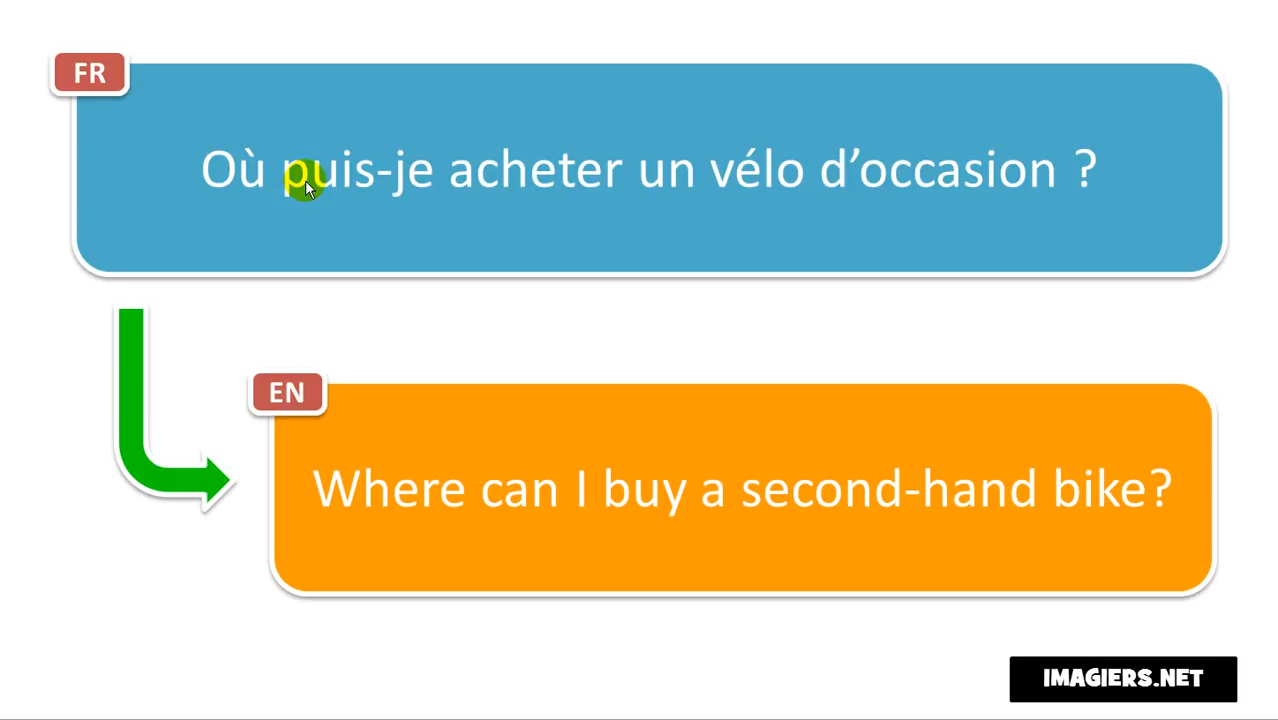 FR
Où puis-je acheter un vélo d’occasion ?
EN
Where can I buy a second-hand bike?
IMAGIERS.NET